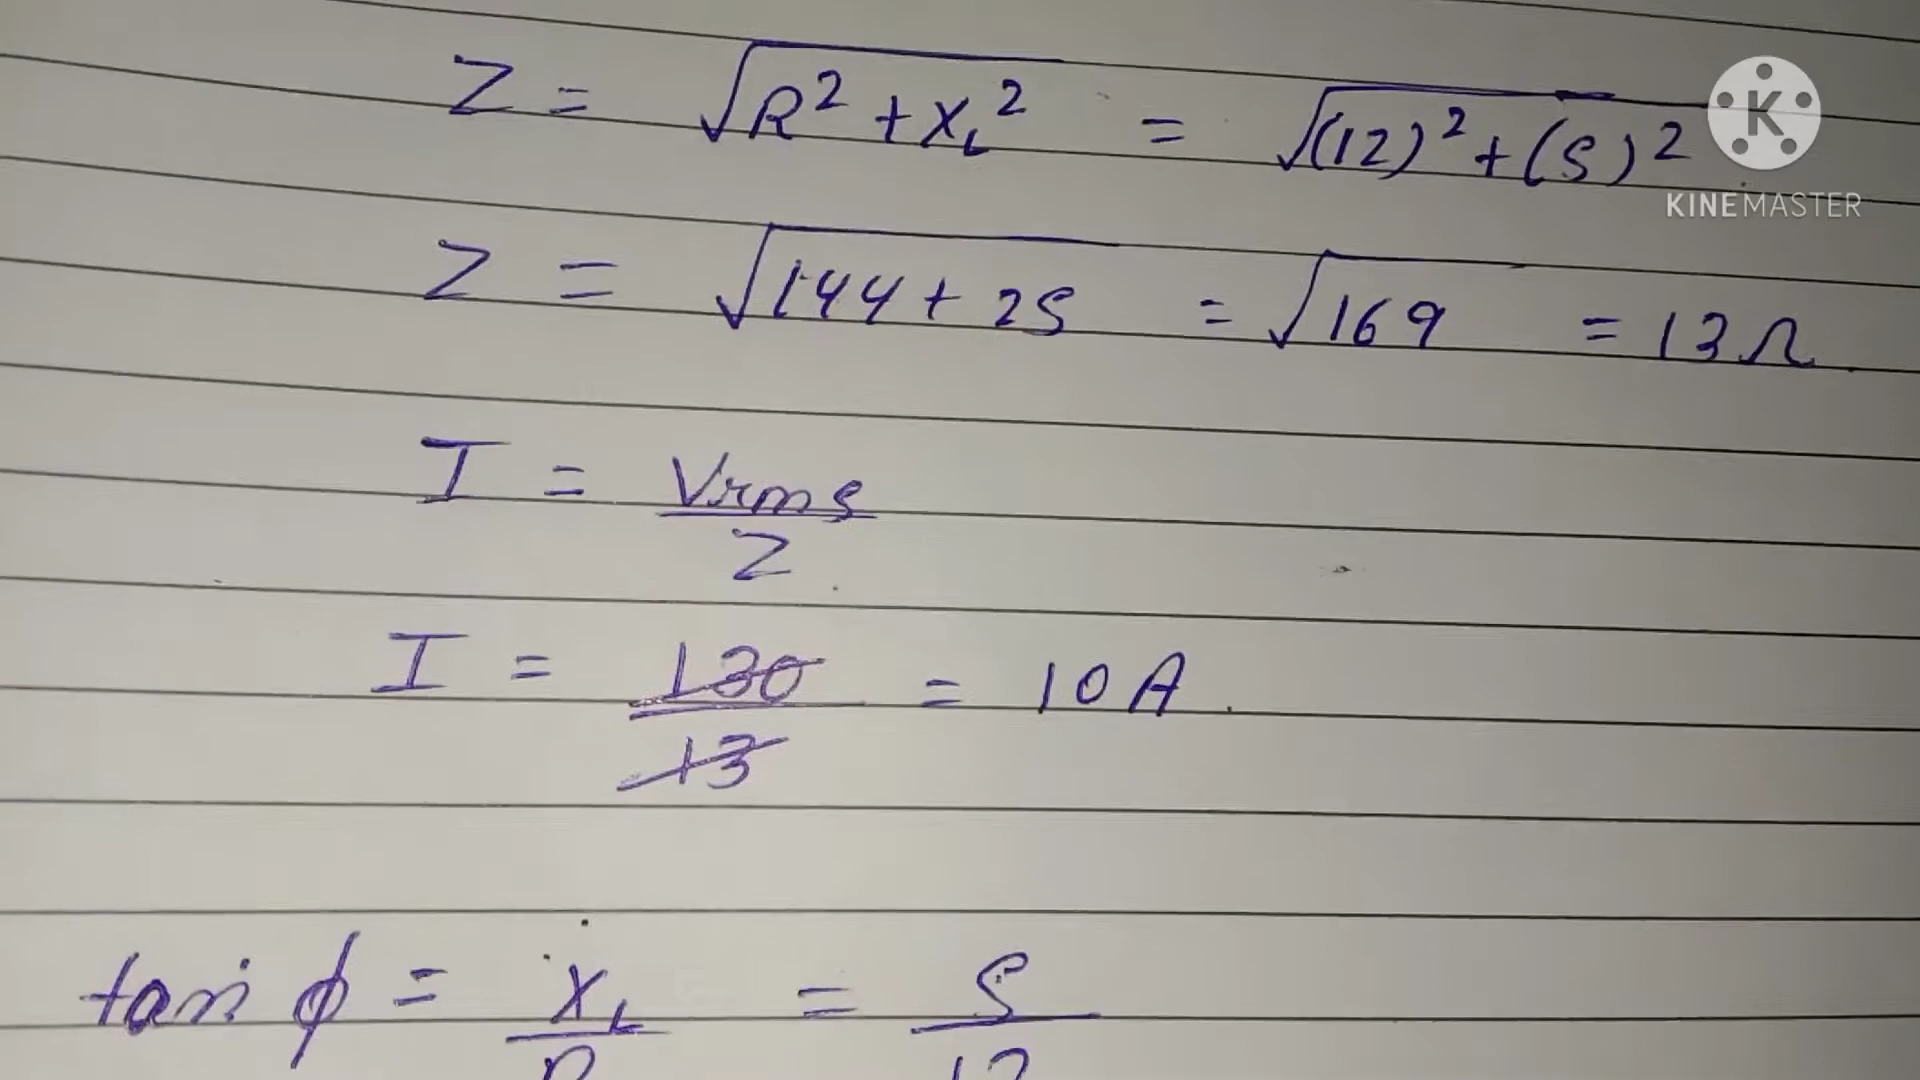 Z = √R² + X_L² = √(12)² + (5)²
K
KINEMASTER
Z = √144 + 25 = √169 = 13Ω
I = Vrms / Z
I = 130 / 13 = 10A.
tan ϕ = X_L / R = 5 / 12